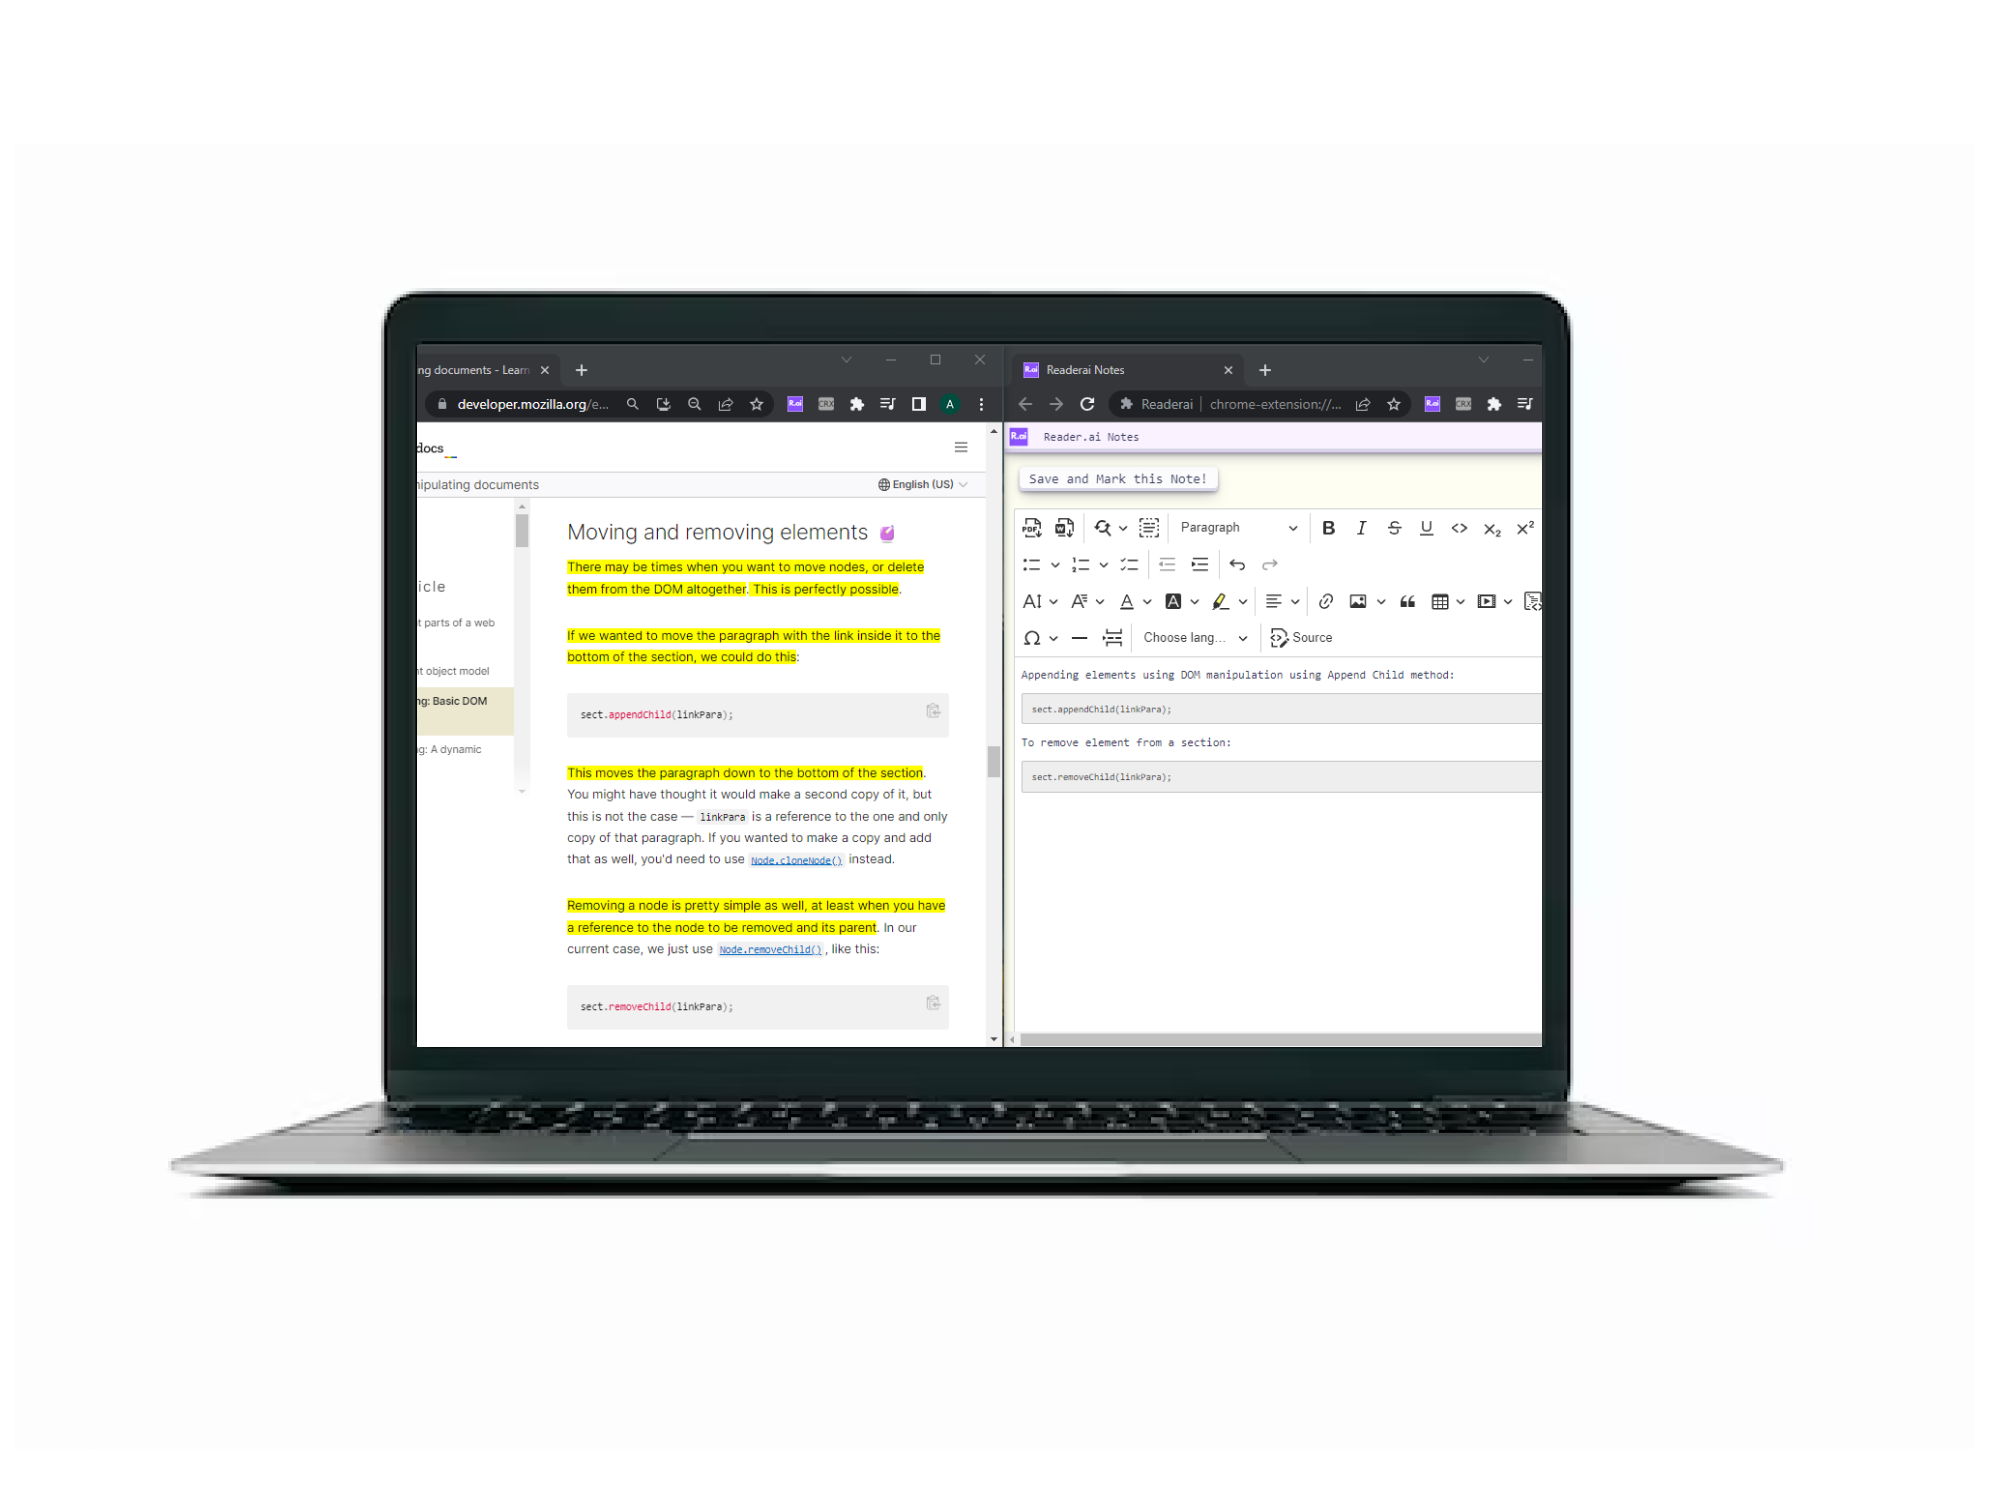 ng documents - Learn
developer.mozilla.org/e...
A
docs
nipulating documents
English (US)
icle
t parts of a web
nt object model
ng: Basic DOM
g: A dynamic
Moving and removing elements
There may be times when you want to move nodes, or delete
them from the DOM altogether. This is perfectly possible.
If we wanted to move the paragraph with the link inside it to the
bottom of the section, we could do this:
sect.appendChild(linkPara);
This moves the paragraph down to the bottom of the section.
You might have thought it would make a second copy of it, but
this is not the case — linkPara is a reference to the one and only
copy of that paragraph. If you wanted to make a copy and add
that as well, you'd need to use Node.cloneNode() instead.
Removing a node is pretty simple as well, at least when you have
a reference to the node to be removed and its parent. In our
current case, we just use Node.removeChild(), like this:
sect.removeChild(linkPara);
R.ai Readerai Notes
Readerai | chrome-extension://...
R.ai CRX
R.ai Reader.ai Notes
Save and Mark this Note!
PDF W Paragraph B I S U <> X₂ X²
Choose lang... Source
Appending elements using DOM manipulation using Append Child method:
sect.appendChild(linkPara);
To remove element from a section:
sect.removeChild(linkPara);